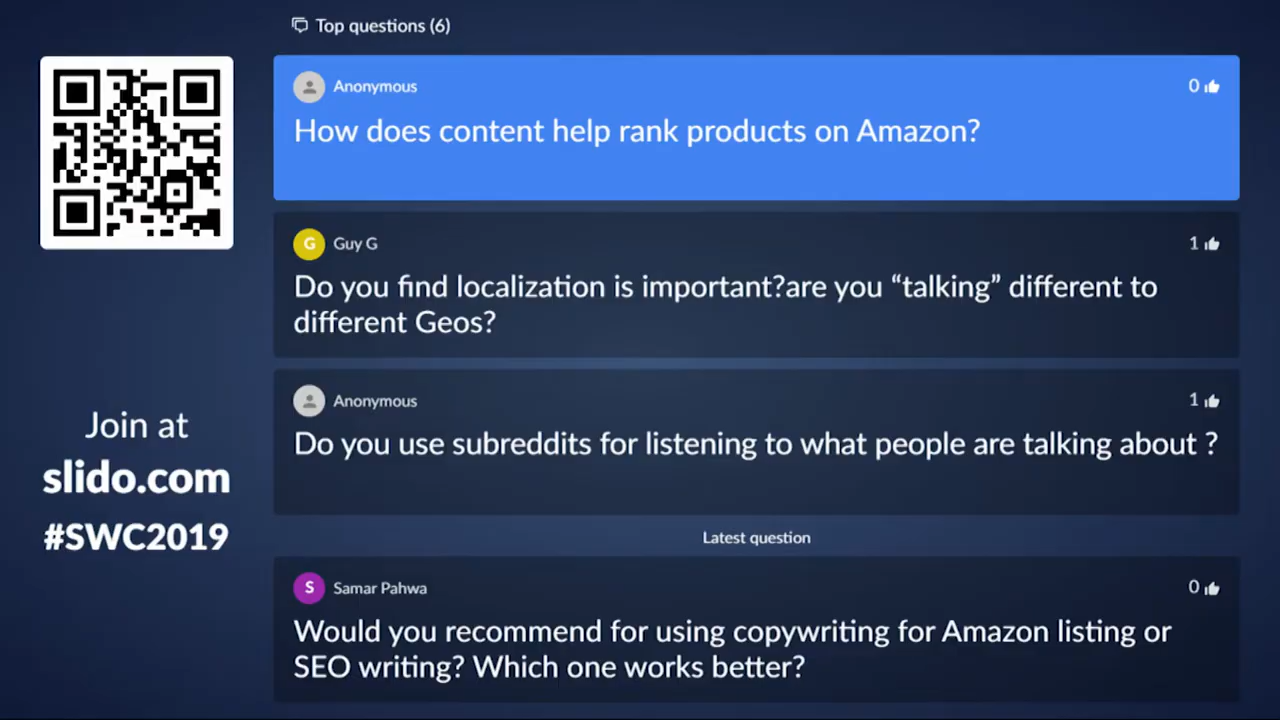 Top questions (6)
Anonymous
0
How does content help rank products on Amazon?
G
Guy G
1
Do you find localization is important?are you “talking” different to
different Geos?
Anonymous
1
Do you use subreddits for listening to what people are talking about ?
Join at
slido.com
#SWC2019
Latest question
S
Samar Pahwa
0
Would you recommend for using copywriting for Amazon listing or
SEO writing? Which one works better?